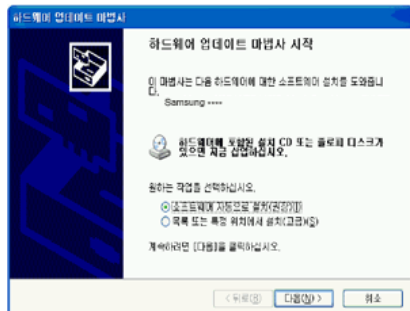 하드웨어 업데이트 마법사
하드웨어 업데이트 마법사 시작
이 마법사는 다음 하드웨어에 대한 소프트웨어 설치를 도와줍니
다.
Samsung ----
하드웨어에 포함된 설치 CD 또는 플로피 디스크가
있으면 지금 삽입하십시오.
원하는 작업을 선택하십시오.
소프트웨어 자동으로 설치(권장)(I)
목록 또는 특정 위치에서 설치(고급)(S)
계속하려면 [다음]을 클릭하십시오.
< 뒤로(B) 다음(N) > 취소